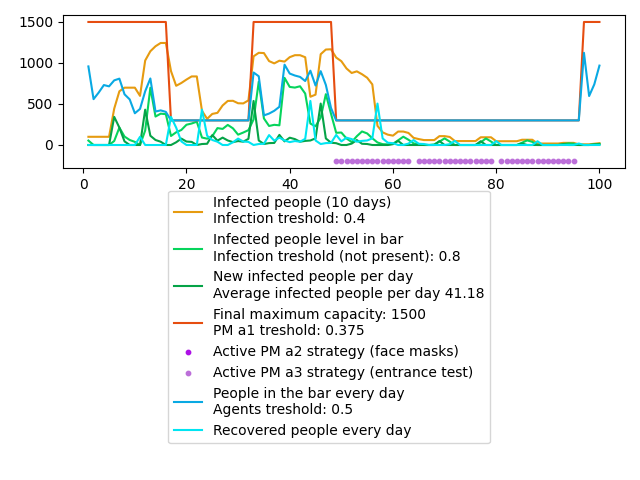 1500
1000
500
0
0 20 40 60 80 100
Infected people (10 days)
Infection treshold: 0.4
Infected people level in bar
Infection treshold (not present): 0.8
New infected people per day
Average infected people per day 41.18
Final maximum capacity: 1500
PM a1 treshold: 0.375
Active PM a2 strategy (face masks)
Active PM a3 strategy (entrance test)
People in the bar every day
Agents treshold: 0.5
Recovered people every day